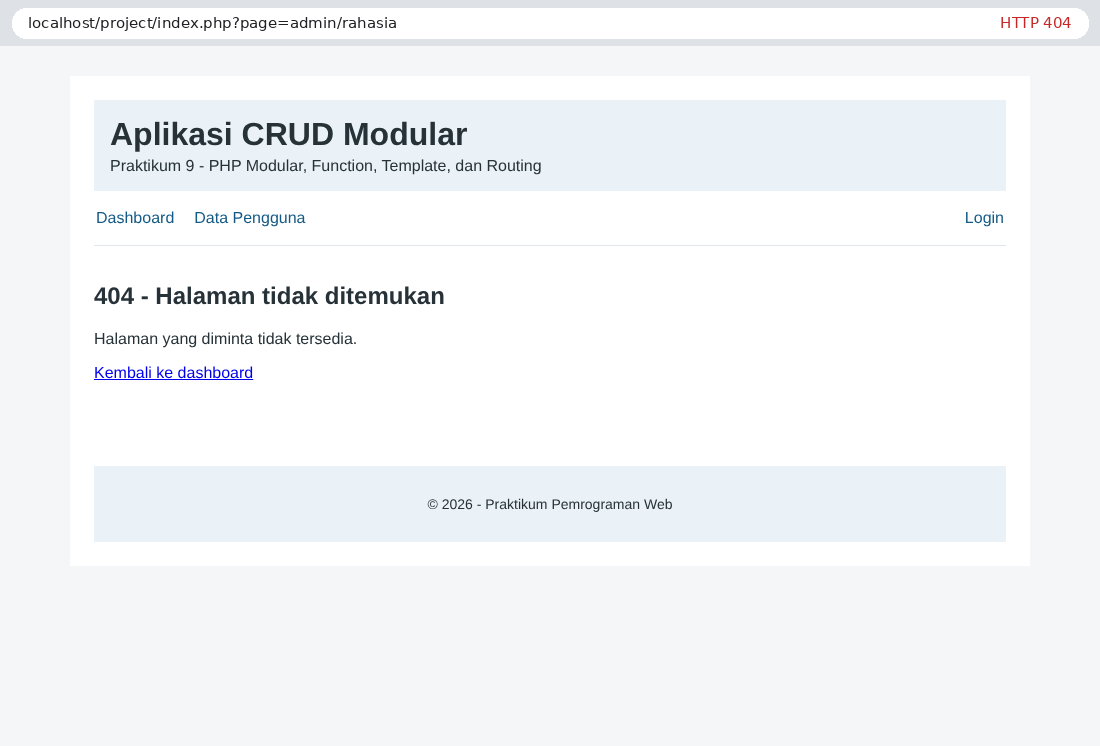 localhost/project/index.php?page=admin/rahasia HTTP 404
Aplikasi CRUD Modular
Praktikum 9 - PHP Modular, Function, Template, dan Routing
Dashboard Data Pengguna Login
404 - Halaman tidak ditemukan
Halaman yang diminta tidak tersedia.
Kembali ke dashboard
© 2026 - Praktikum Pemrograman Web